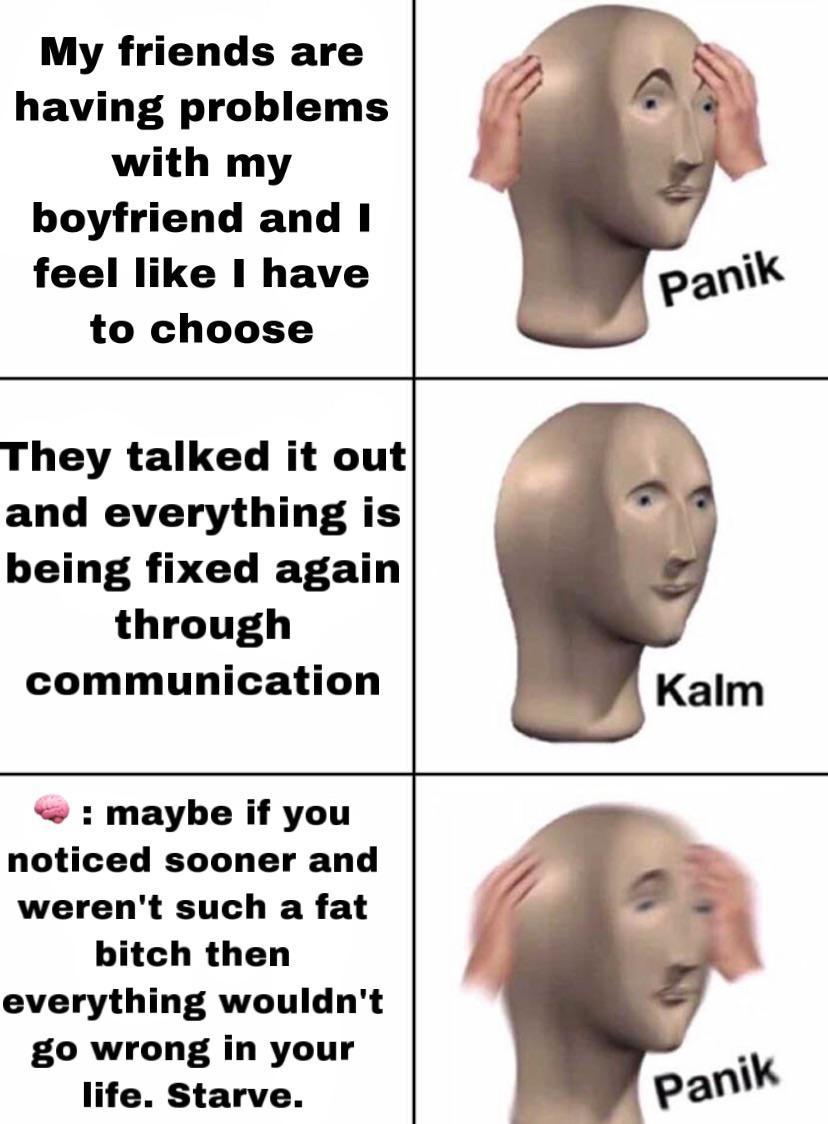 My friends are
having problems
with my
boyfriend and I
feel like I have
to choose
Panik
They talked it out
and everything is
being fixed again
through
communication
Kalm
🧠 : maybe if you
noticed sooner and
weren't such a fat
bitch then
everything wouldn't
go wrong in your
life. Starve.
Panik